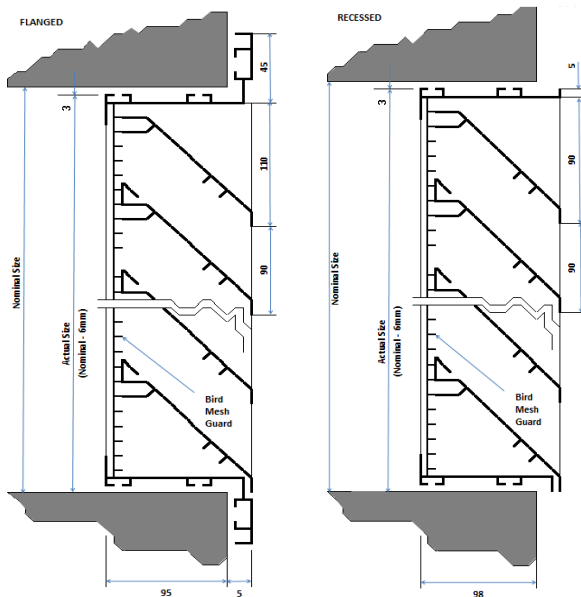 FLANGED
45
3
110
90
Nominal Size
Actual Size
(Nominal - 6mm)
Bird
Mesh
Guard
95
5
RECESSED
5
3
90
90
Nominal Size
Actual Size
(Nominal - 6mm)
Bird
Mesh
Guard
98